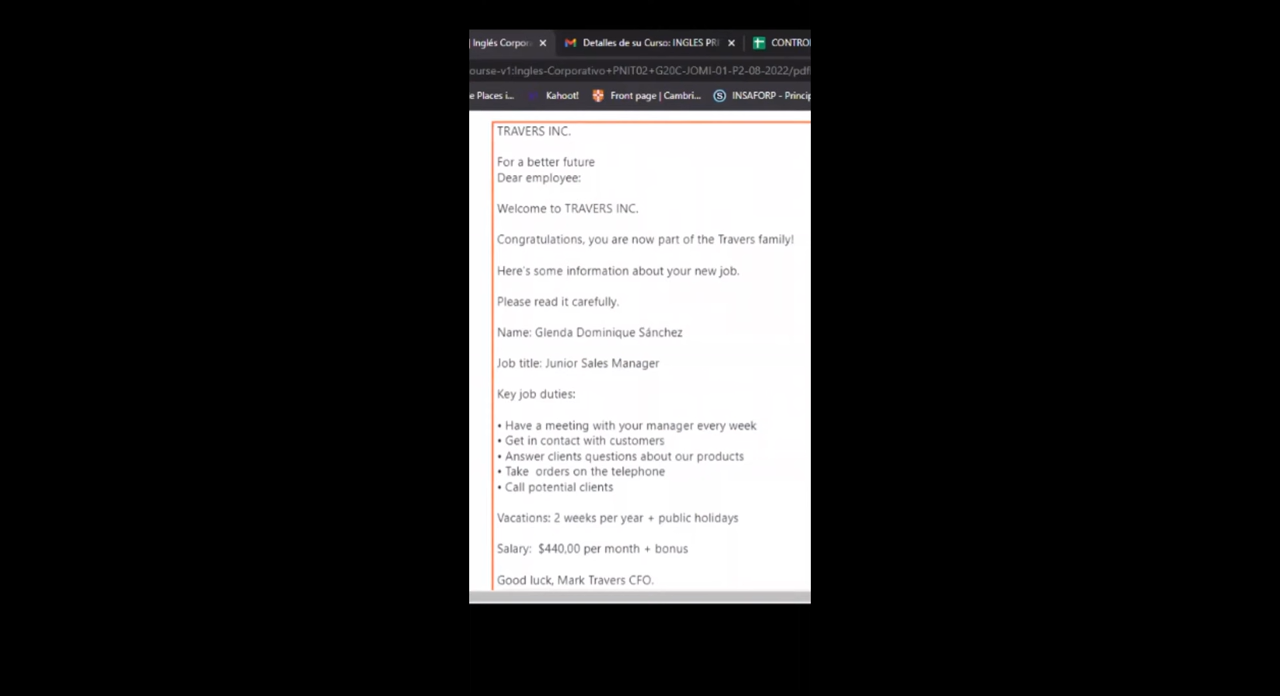 Inglés Corpor
Detalles de su Curso: INGLES PRI
CONTRO
ourse-v1:Ingles-Corporativo+PNIT02+G20C-JOMI-01-P2-08-2022/pdf
e Places i...
Kahoot!
Front page | Cambri...
INSAFORP - Princip
TRAVERS INC.
For a better future
Dear employee:
Welcome to TRAVERS INC.
Congratulations, you are now part of the Travers family!
Here's some information about your new job.
Please read it carefully.
Name: Glenda Dominique Sánchez
Job title: Junior Sales Manager
Key job duties:
• Have a meeting with your manager every week
• Get in contact with customers
• Answer clients questions about our products
• Take orders on the telephone
• Call potential clients
Vacations: 2 weeks per year + public holidays
Salary: $440,00 per month + bonus
Good luck, Mark Travers CFO.